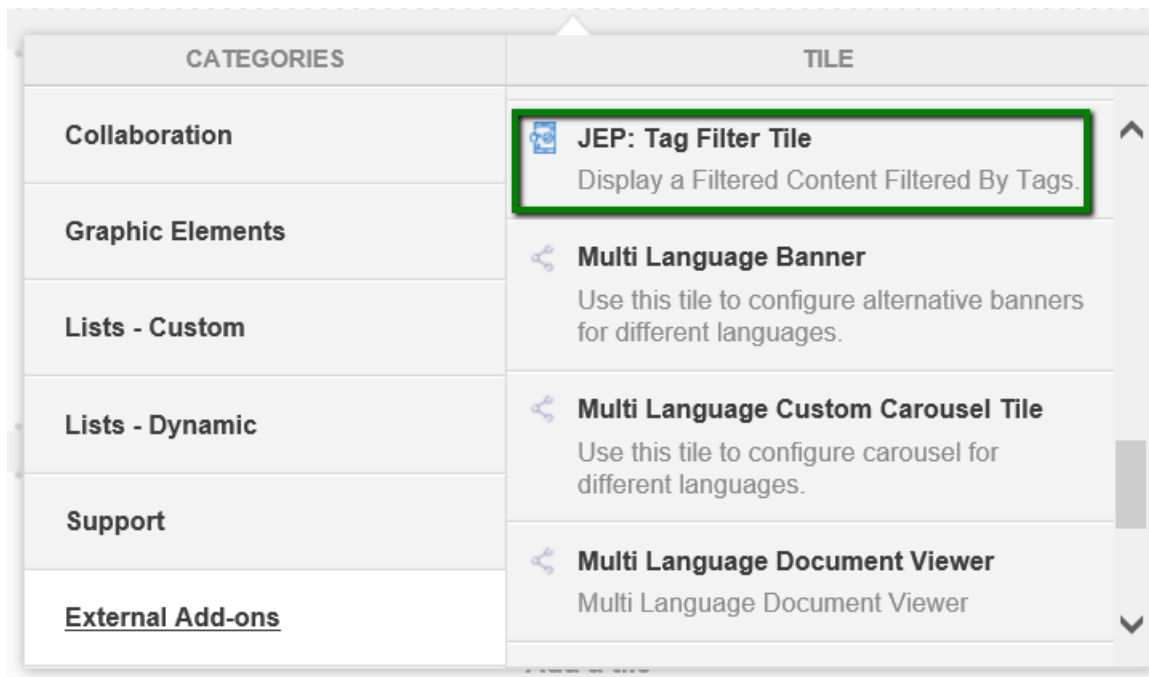 CATEGORIES
TILE
Collaboration
Graphic Elements
Lists - Custom
Lists - Dynamic
Support
External Add-ons
JEP: Tag Filter Tile
Display a Filtered Content Filtered By Tags.
Multi Language Banner
Use this tile to configure alternative banners
for different languages.
Multi Language Custom Carousel Tile
Use this tile to configure carousel for
different languages.
Multi Language Document Viewer
Multi Language Document Viewer